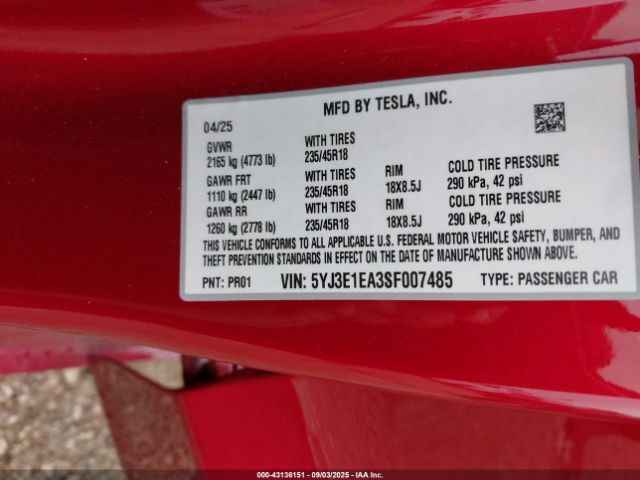 MFD BY TESLA, INC.
04/25
GVWR WITH TIRES
2165 kg (4773 lb) 235/45R18
GAWR FRT WITH TIRES RIM COLD TIRE PRESSURE
1110 kg (2447 lb) 235/45R18 18X8.5J 290 kPa, 42 psi
GAWR RR WITH TIRES RIM COLD TIRE PRESSURE
1260 kg (2778 lb) 235/45R18 18X8.5J 290 kPa, 42 psi
THIS VEHICLE CONFORMS TO ALL APPLICABLE U.S. FEDERAL MOTOR VEHICLE SAFETY, BUMPER, AND
THEFT PREVENTION STANDARDS IN EFFECT ON THE DATE OF MANUFACTURE SHOWN ABOVE.
PNT: PR01 VIN: 5YJ3E1EA3SF007485 TYPE: PASSENGER CAR
000-43136151 - 09/03/2025 - IAA Inc.